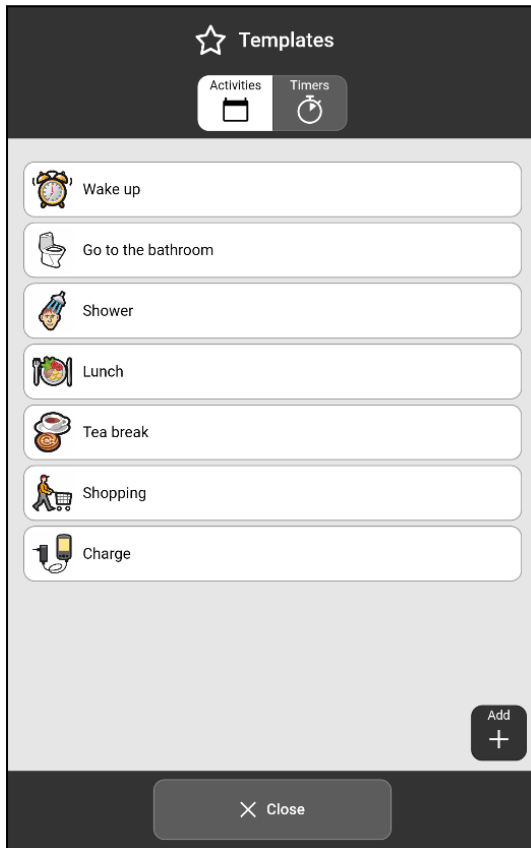 Templates
Activities
Timers
Wake up
Go to the bathroom
Shower
Lunch
Tea break
Shopping
Charge
Add
Close